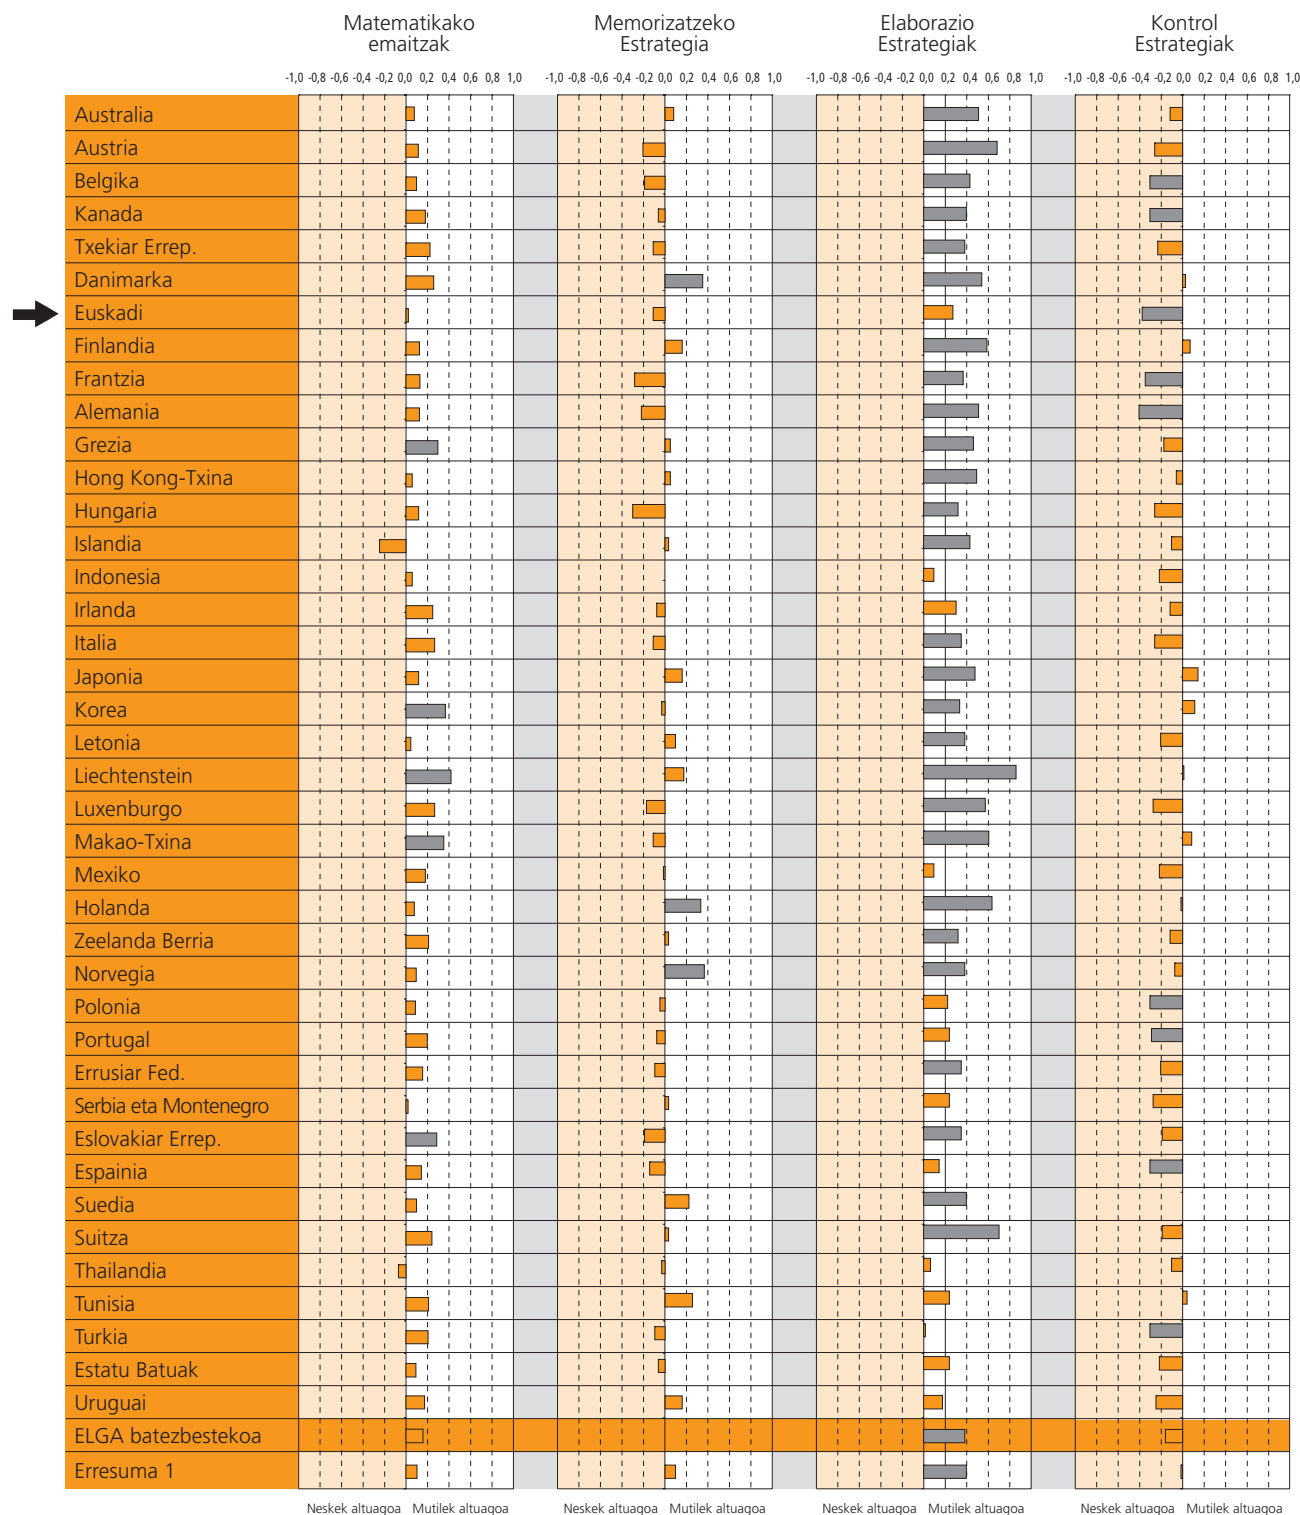 Matematikako
emaitzak
Memorizatzeko
Estrategia
Elaborazio
Estrategiak
Kontrol
Estrategiak
-1,0 -0,8 -0,6 -0,4 -0,2 0,0 0,2 0,4 0,6 0,8 1,0
-1,0 -0,8 -0,6 -0,4 -0,2 0,0 0,2 0,4 0,6 0,8 1,0
-1,0 -0,8 -0,6 -0,4 -0,2 0,0 0,2 0,4 0,6 0,8 1,0
-1,0 -0,8 -0,6 -0,4 -0,2 0,0 0,2 0,4 0,6 0,8 1,0
Australia
Austria
Belgika
Kanada
Txekiar Errep.
Danimarka
Euskadi
Finlandia
Frantzia
Alemania
Grezia
Hong Kong-Txina
Hungaria
Islandia
Indonesia
Irlanda
Italia
Japonia
Korea
Letonia
Liechtenstein
Luxenburgo
Makao-Txina
Mexiko
Holanda
Zeelanda Berria
Norvegia
Polonia
Portugal
Errusiar Fed.
Serbia eta Montenegro
Eslovakiar Errep.
Espainia
Suedia
Suitza
Thailandia
Tunisia
Turkia
Estatu Batuak
Uruguai
ELGA batezbestekoa
Erresuma 1
Neskek altuagoa Mutilek altuagoa
Neskek altuagoa Mutilek altuagoa
Neskek altuagoa Mutilek altuagoa
Neskek altuagoa Mutilek altuagoa